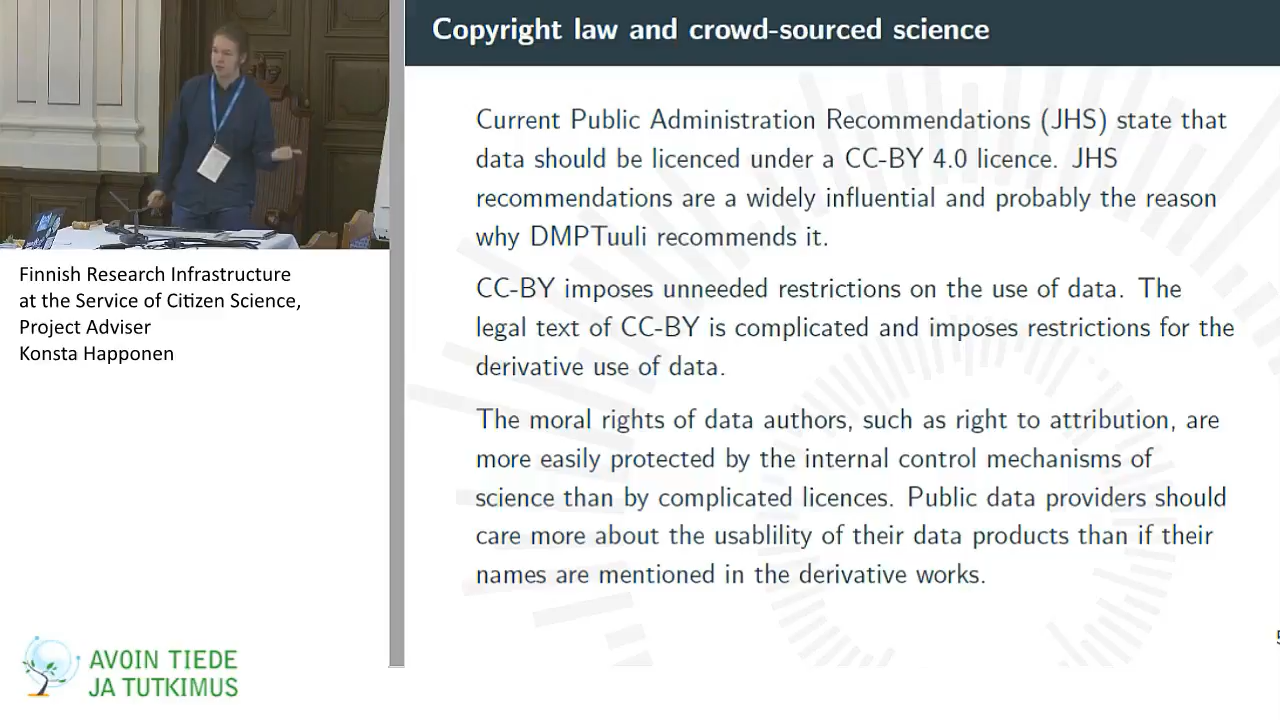 Copyright law and crowd-sourced science
Current Public Administration Recommendations (JHS) state that
data should be licenced under a CC-BY 4.0 licence. JHS
recommendations are a widely influential and probably the reason
why DMPTuuli recommends it.
CC-BY imposes unneeded restrictions on the use of data. The
legal text of CC-BY is complicated and imposes restrictions for the
derivative use of data.
The moral rights of data authors, such as right to attribution, are
more easily protected by the internal control mechanisms of
science than by complicated licences. Public data providers should
care more about the usablility of their data products than if their
names are mentioned in the derivative works.
Finnish Research Infrastructure
at the Service of Citizen Science,
Project Adviser
Konsta Happonen
AVOIN TIEDE
JA TUTKIMUS